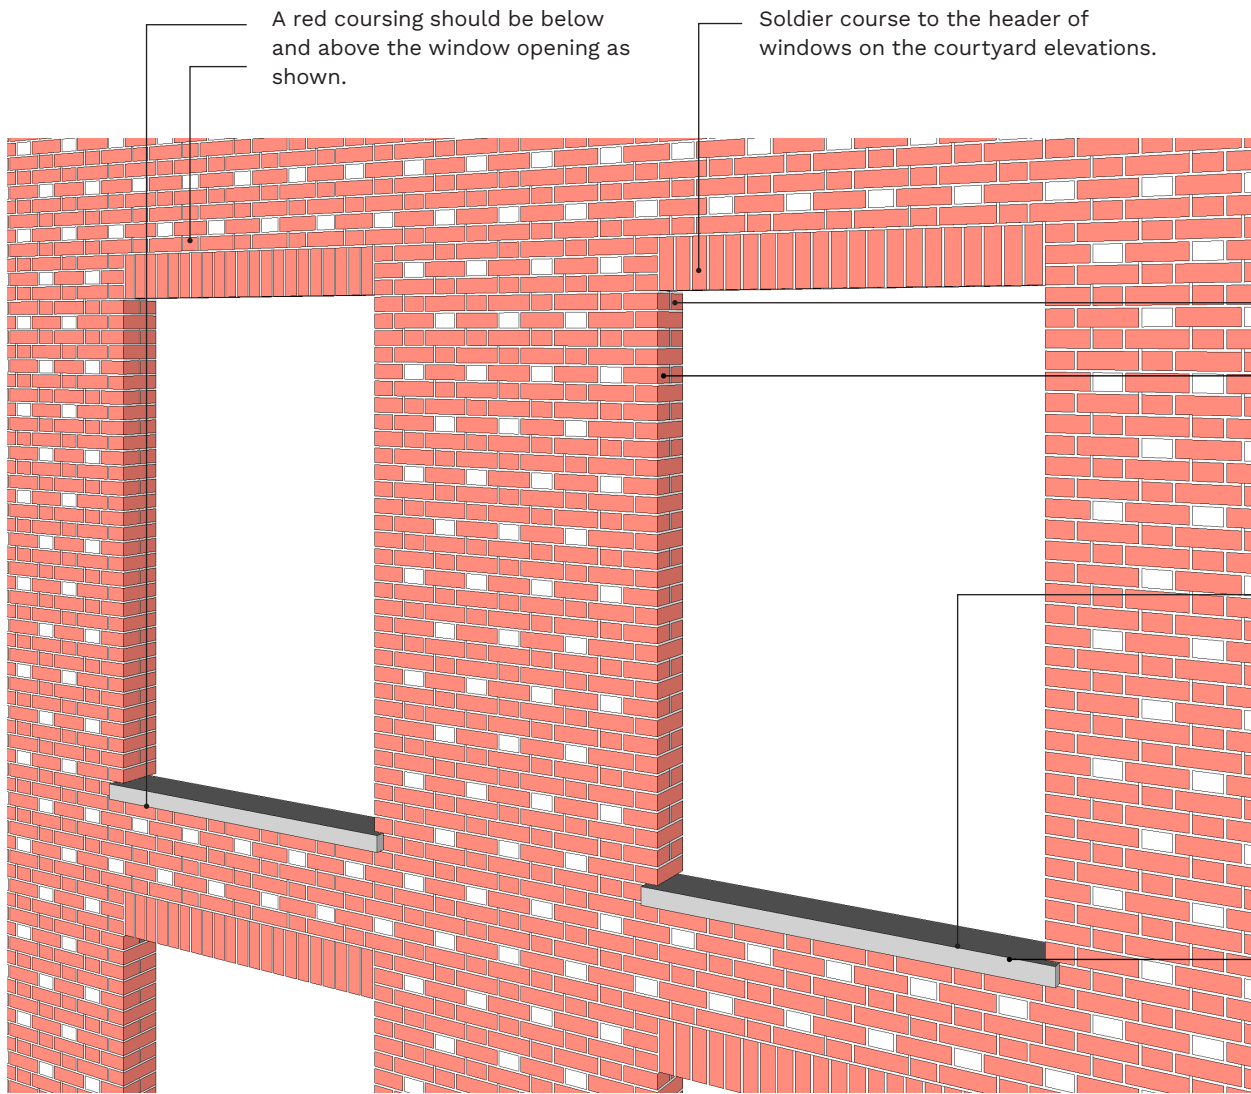 A red coursing should be below
and above the window opening as
shown.
Soldier course to the header of
windows on the courtyard elevations.